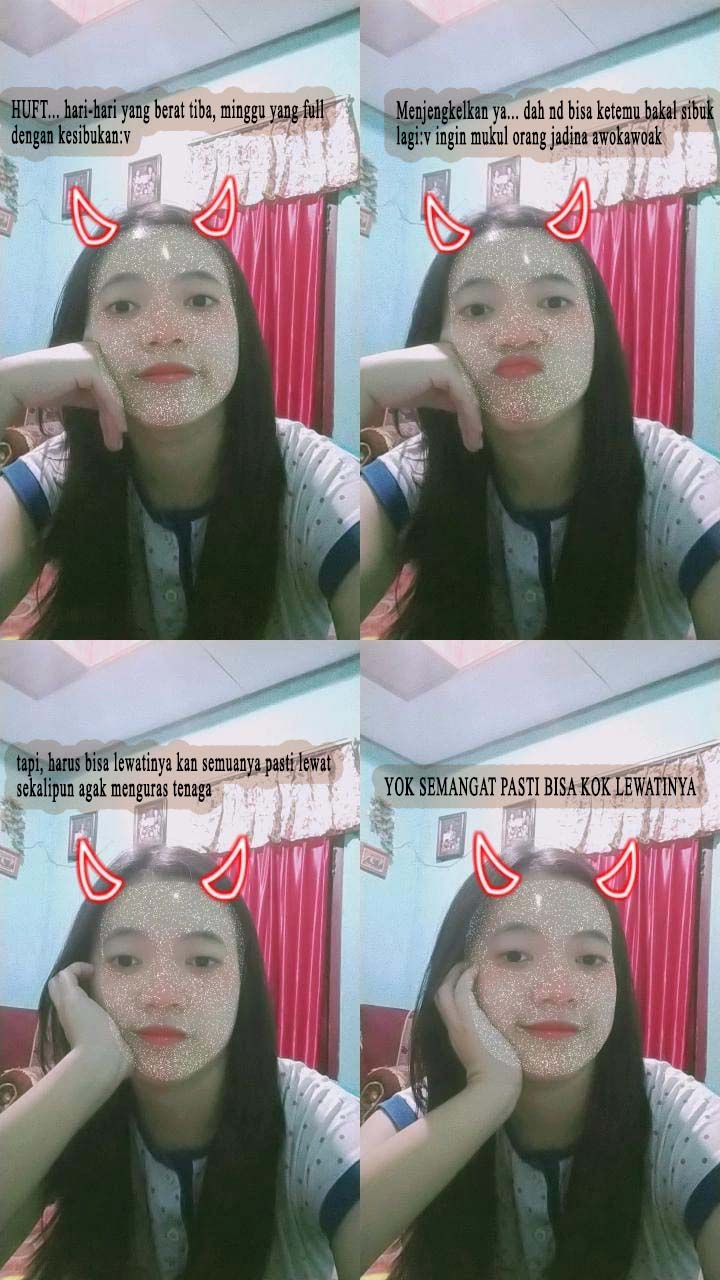 HUFT... hari-hari yang berat tiba, minggu yang full
dengan kesibukan:v
Menjengkelkan ya... dah nd bisa ketemu bakal sibuk
lagi:v ingin mukul orang jadina awokawoak
tapi, harus bisa lewatinya kan semuanya pasti lewat
sekalipun agak menguras tenaga
YOK SEMANGAT PASTI BISA KOK LEWATINYA